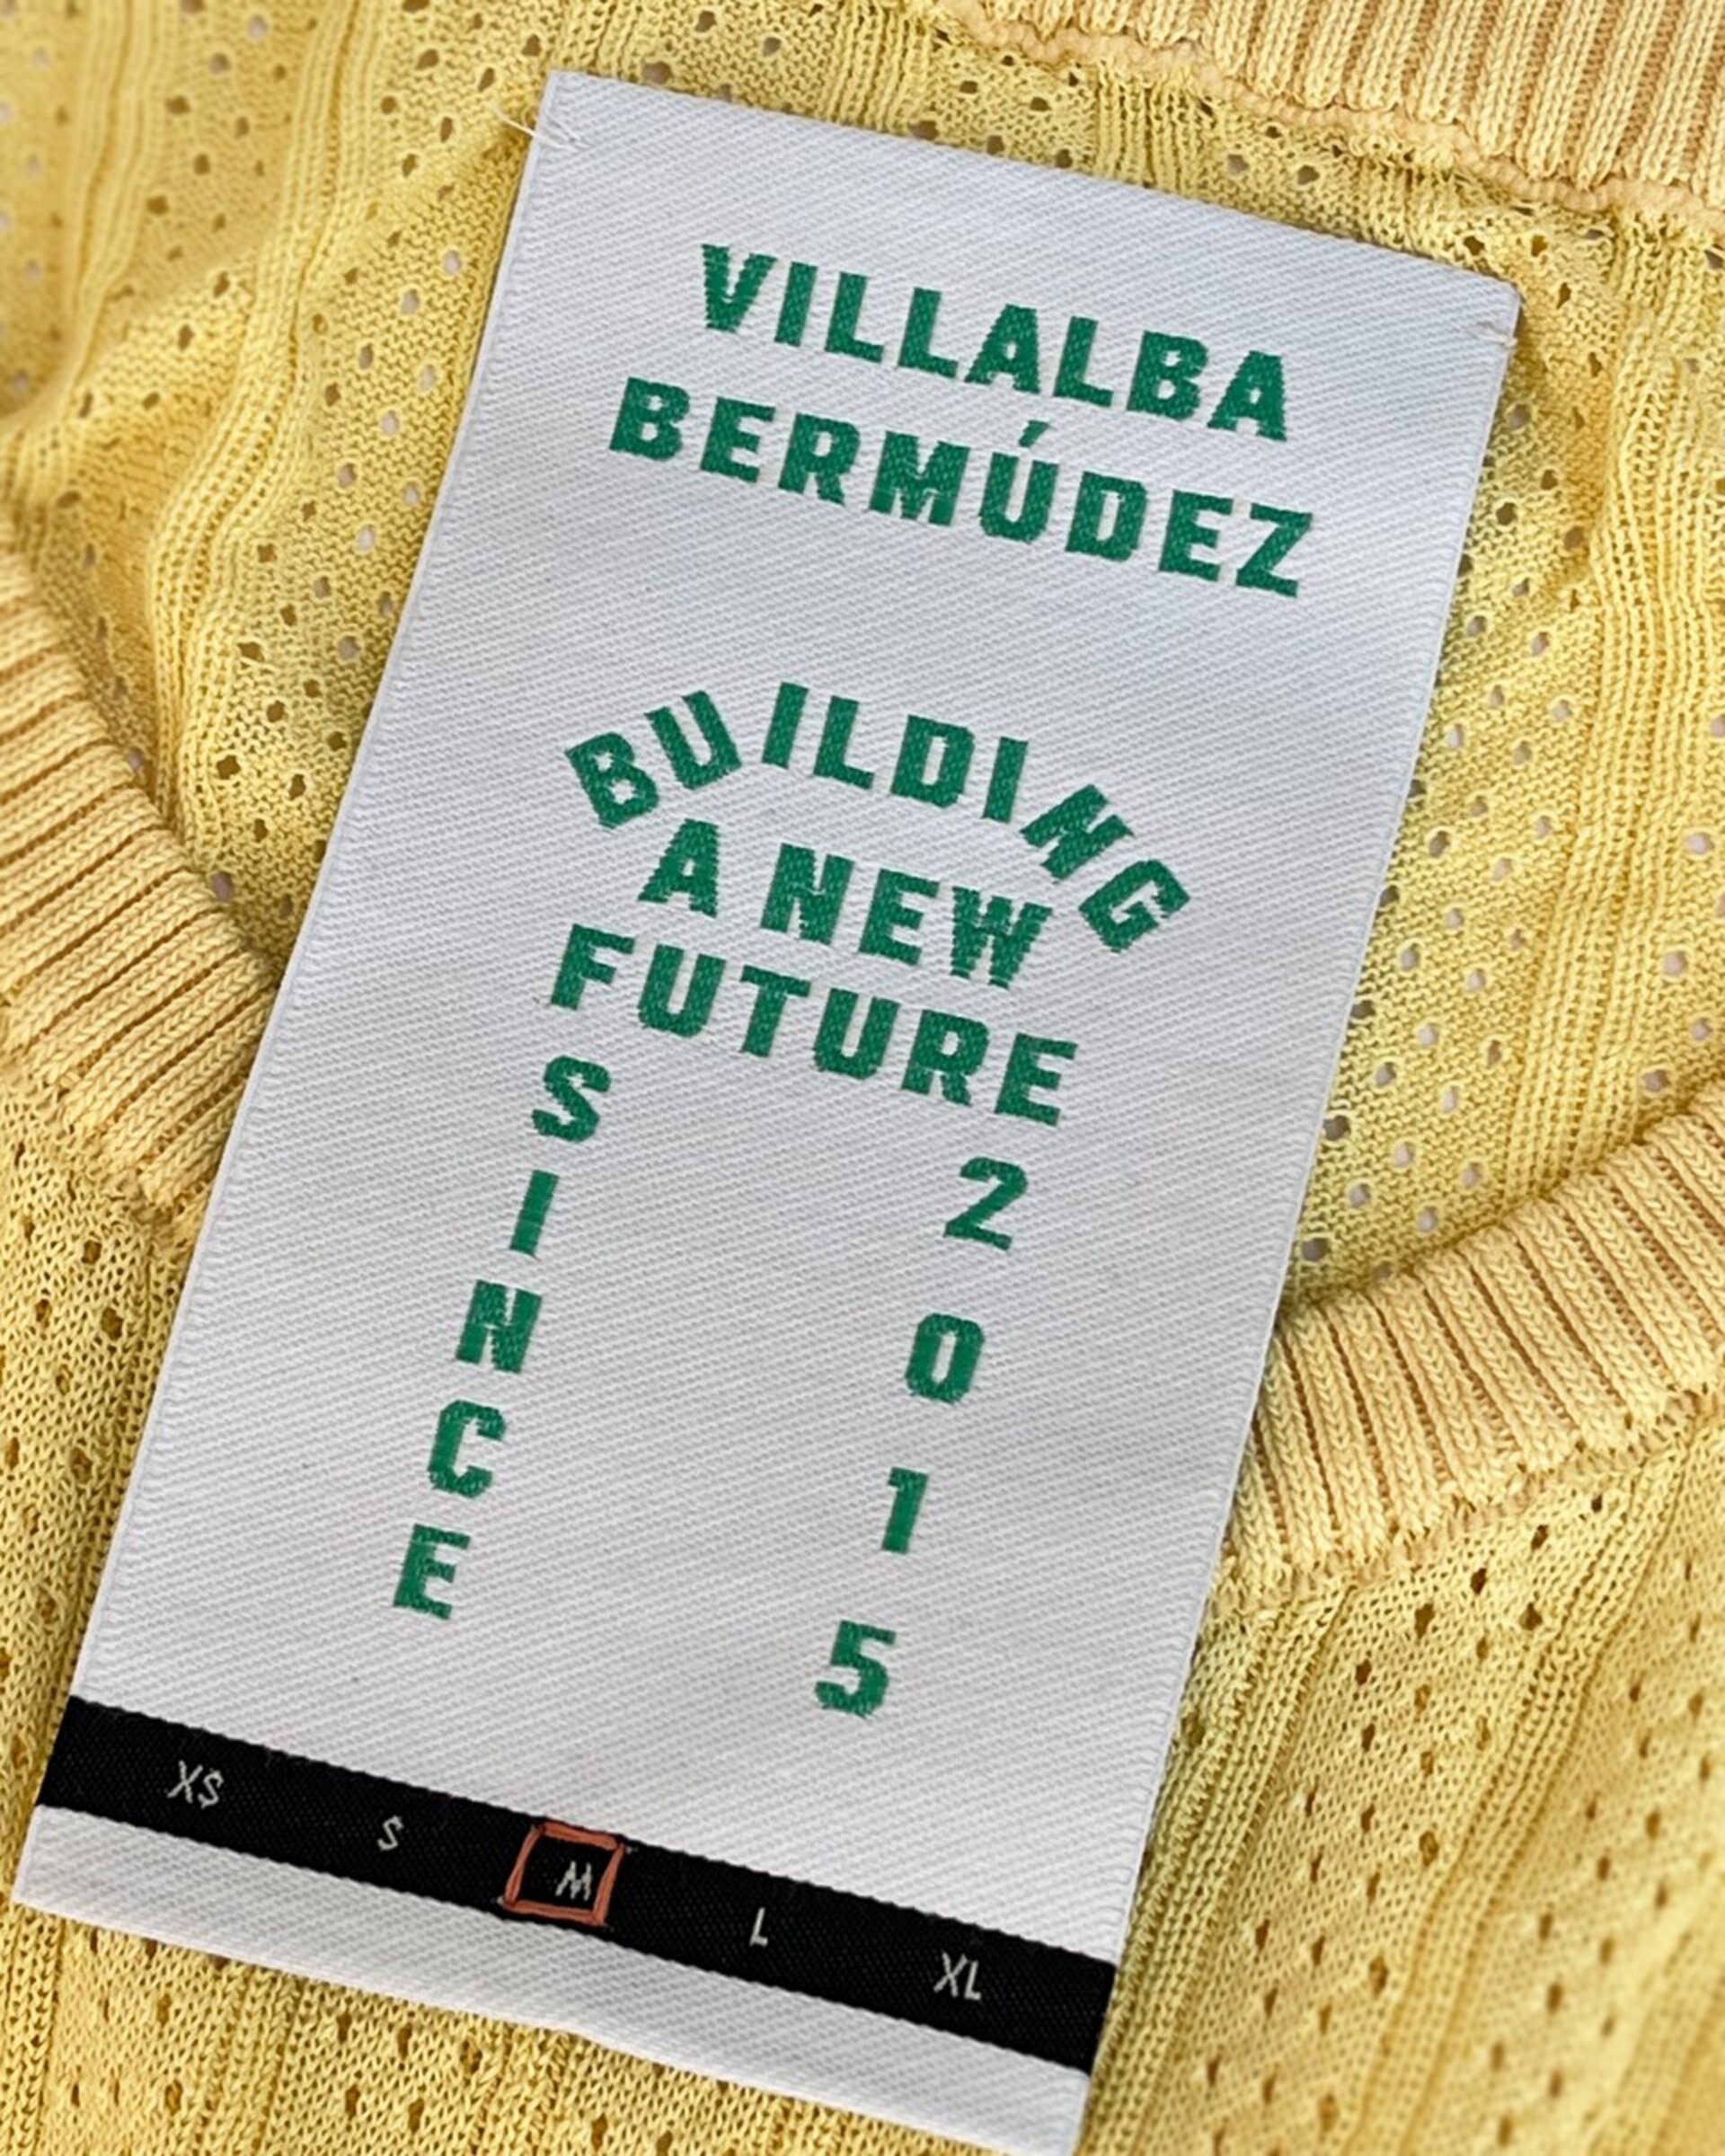 VILLALBA
BERMÚDEZ
BUILDING
A NEW
FUTURE
SINCE
2015
XS S M L XL